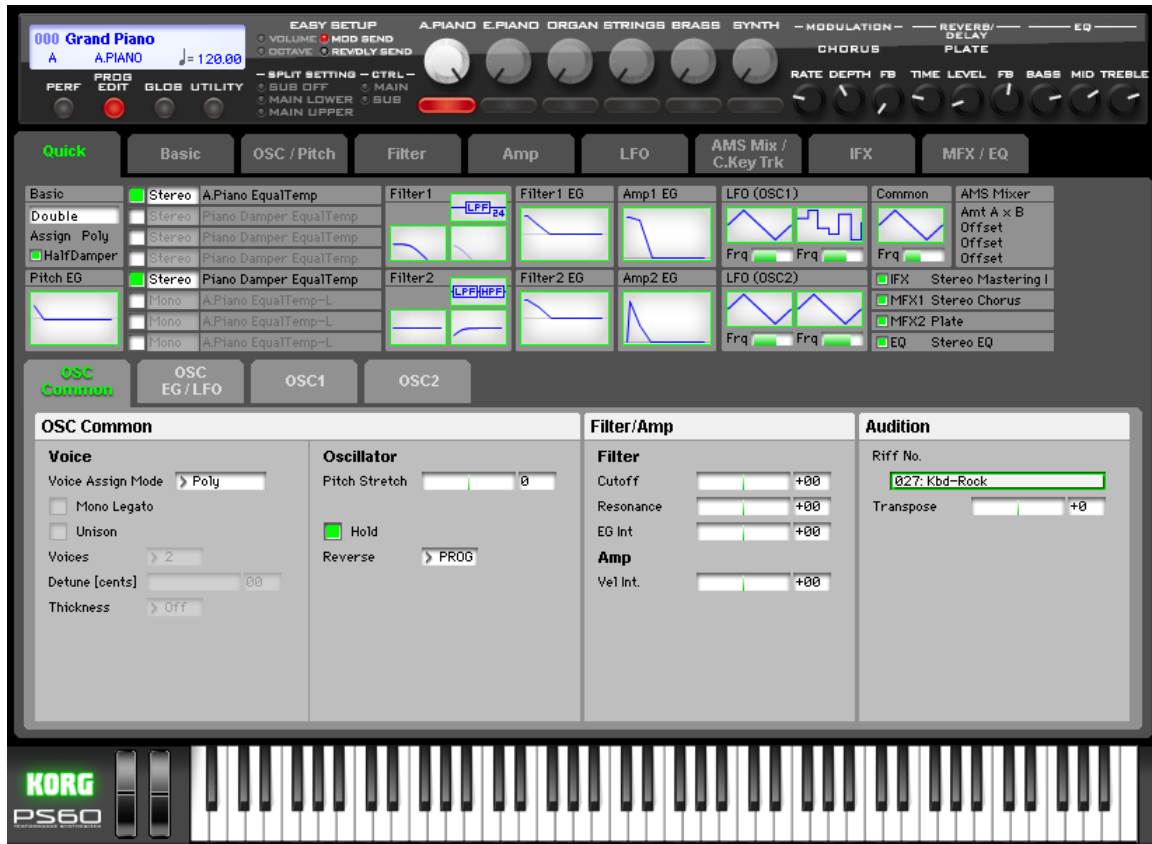 EASY SETUP
A.PIANO E.PIANO ORGAN STRINGS BRASS SYNTH
MODULATION
REVERB/DELAY
EQ
000 Grand Piano
A A.PIANO ♩=120.00
VOLUME MOD SEND
OCTAVE REV/DLY SEND
CHORUS
PLATE
SPLIT SETTING CTRL
SUB OFF MAIN
MAIN LOWER SUB
MAIN UPPER
RATE DEPTH FB TIME LEVEL FB BASS MID TREBLE
PERF PROG EDIT GLOB UTILITY
Quick Basic OSC / Pitch Filter Amp LFO AMS Mix / C.Key Trk IFX MFX / EQ
Basic
Double
Assign Poly
HalfDamper
Pitch EG
Stereo A.Piano EqualTemp
Stereo Piano Damper EqualTemp
Stereo Piano Damper EqualTemp
Stereo Piano Damper EqualTemp
Stereo Piano Damper EqualTemp
Mono A.Piano EqualTemp-L
Mono A.Piano EqualTemp-L
Mono A.Piano EqualTemp-L
Filter1
LPF 24
Filter1 EG
Amp1 EG
LFO (OSC1)
Frq Frq
Common
Frq
AMS Mixer
Amt A x B
Offset
Offset
Offset
Filter2
LPF HPF
Filter2 EG
Amp2 EG
LFO (OSC2)
Frq Frq
IFX Stereo Mastering l
MFX1 Stereo Chorus
MFX2 Plate
EQ Stereo EQ
OSC Common
OSC EG / LFO
OSC1
OSC2
OSC Common
Voice
Voice Assign Mode Poly
Mono Legato
Unison
Voices 2
Detune [cents] 00
Thickness Off
Oscillator
Pitch Stretch 0
Hold
Reverse PROG
Filter/Amp
Filter
Cutoff +00
Resonance +00
EG Int +00
Amp
Vel Int. +00
Audition
Riff No.
027: Kbd-Rock
Transpose +0
KORG
PS60